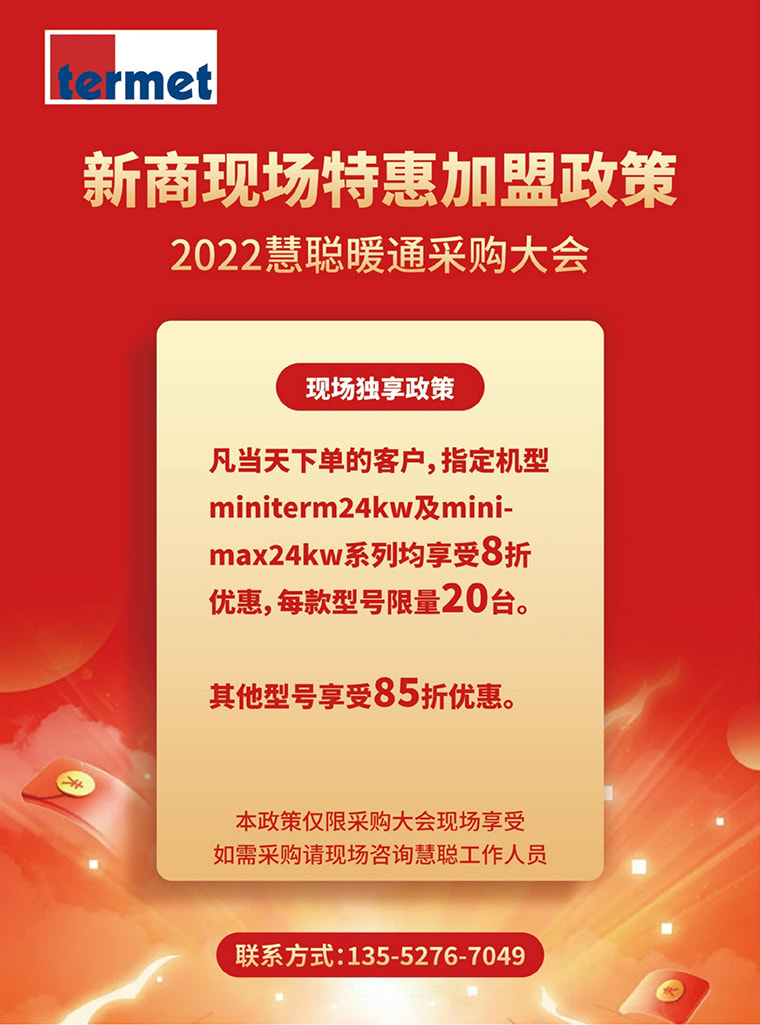 termet
新商现场特惠加盟政策
2022慧聪暖通采购大会
现场独享政策
凡当天下单的客户，指定机型
miniterm24kw及mini-
max24kw系列均享受8折
优惠，每款型号限量20台。
其他型号享受85折优惠。
本政策仅限采购大会现场享受
如需采购请现场咨询慧聪工作人员
联系方式：135-5276-7049